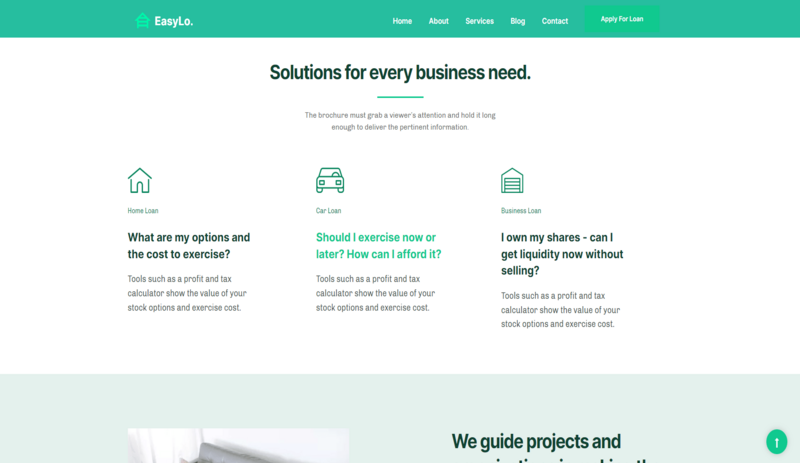 EasyLo.
Home About Services Blog Contact Apply For Loan
Solutions for every business need.
The brochure must grab a viewer's attention and hold it long
enough to deliver the pertinent information.
Home Loan
What are my options and
the cost to exercise?
Tools such as a profit and tax
calculator show the value of your
stock options and exercise cost.
Car Loan
Should I exercise now or
later? How can I afford it?
Tools such as a profit and tax
calculator show the value of your
stock options and exercise cost.
Business Loan
I own my shares - can I
get liquidity now without
selling?
Tools such as a profit and tax
calculator show the value of your
stock options and exercise cost.
We guide projects and